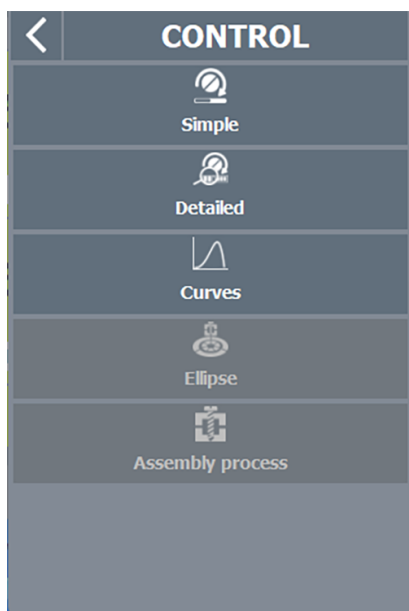 CONTROL
Simple
Detailed
Curves
Ellipse
Assembly process